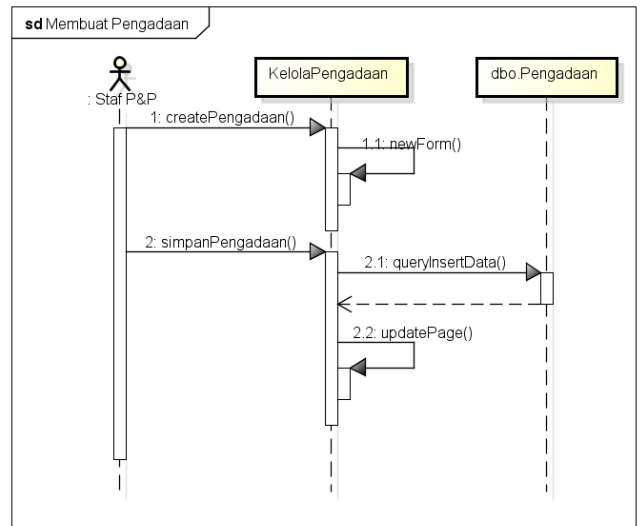 sd Membuat Pengadaan
: Staf P&P
KelolaPengadaan
dbo.Pengadaan
1: createPengadaan()
1.1: newForm()
2: simpanPengadaan()
2.1: queryInsertData()
2.2: updatePage()